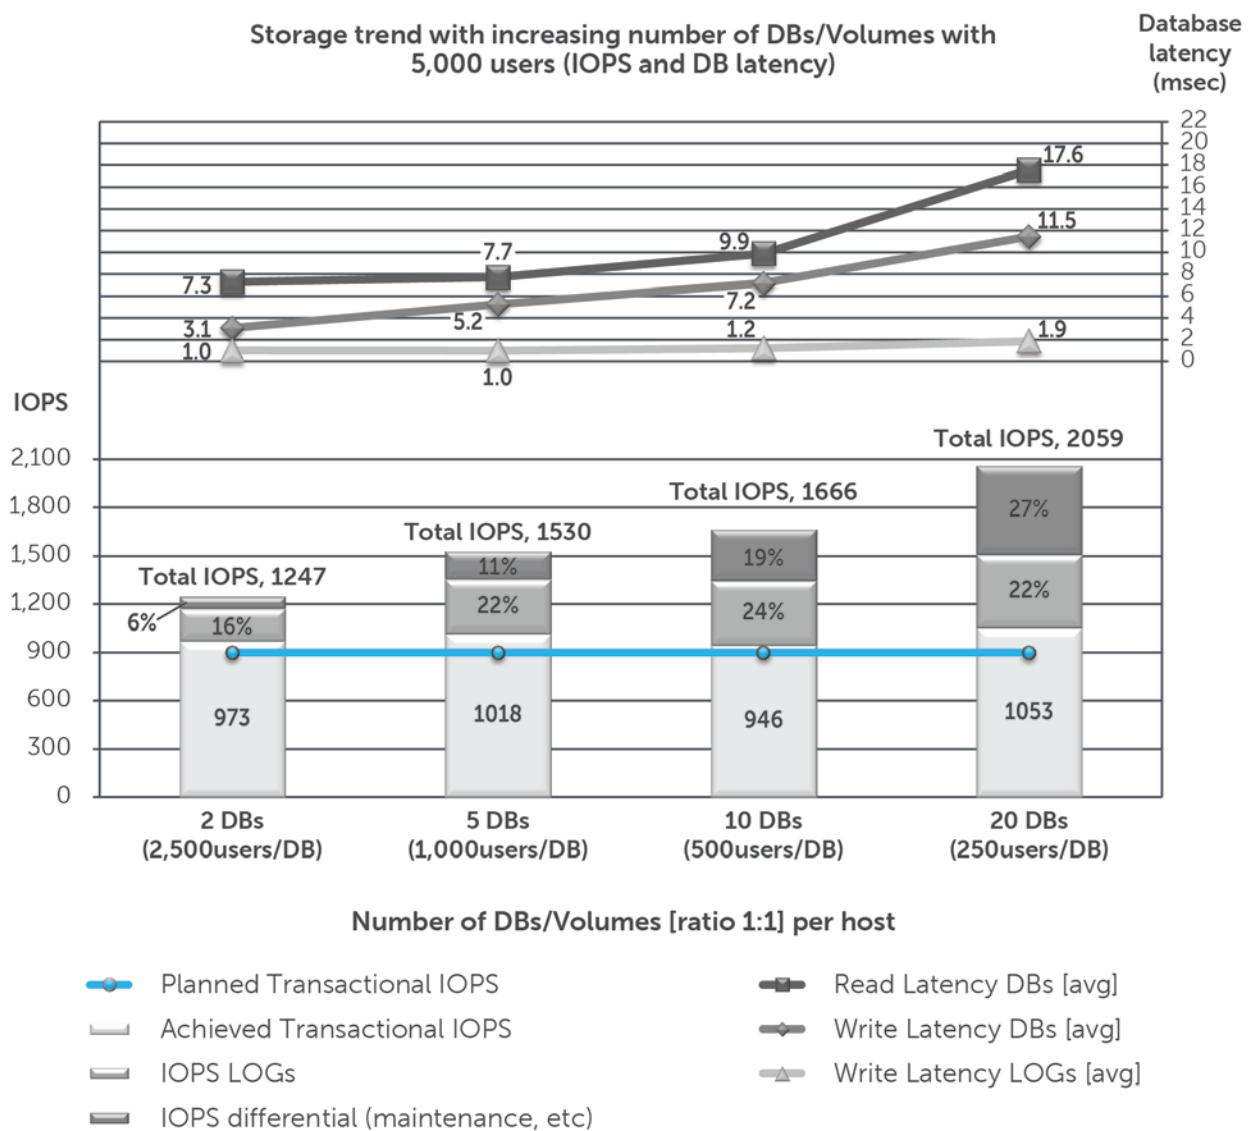 Storage trend with increasing number of DBs/Volumes with
5,000 users (IOPS and DB latency)
Database
latency
(msec)
22
20
18
16
14
12
10
8
6
4
2
0
17.6
11.5
9.9
7.7
7.3
7.2
5.2
3.1
1.9
1.2
1.0
1.0
IOPS
2,100
1,800
1,500
1,200
900
600
300
0
Total IOPS, 2059
Total IOPS, 1666
Total IOPS, 1530
Total IOPS, 1247
6%
16%
973
11%
22%
1018
19%
24%
946
27%
22%
1053
2 DBs
(2,500users/DB)
5 DBs
(1,000users/DB)
10 DBs
(500users/DB)
20 DBs
(250users/DB)
Number of DBs/Volumes [ratio 1:1] per host
Planned Transactional IOPS
Achieved Transactional IOPS
IOPS LOGs
IOPS differential (maintenance, etc)
Read Latency DBs [avg]
Write Latency DBs [avg]
Write Latency LOGs [avg]